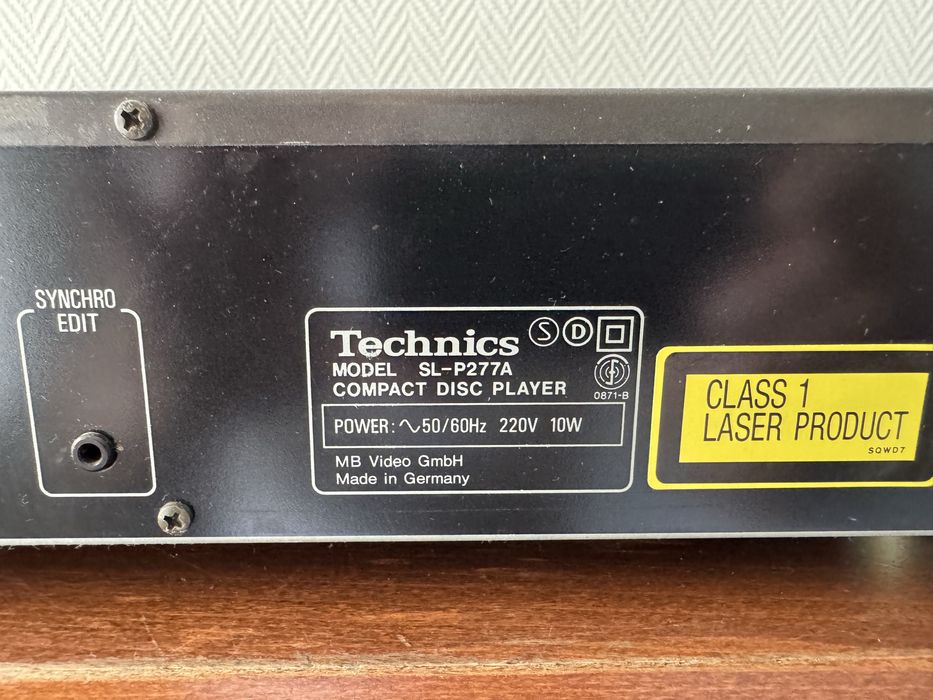 SYNCHRO
EDIT
Technics S D
MODEL SL-P277A
COMPACT DISC PLAYER
0871-B
POWER: ∿50/60Hz 220V 10W
MB Video GmbH
Made in Germany
CLASS 1
LASER PRODUCT
SQWD7